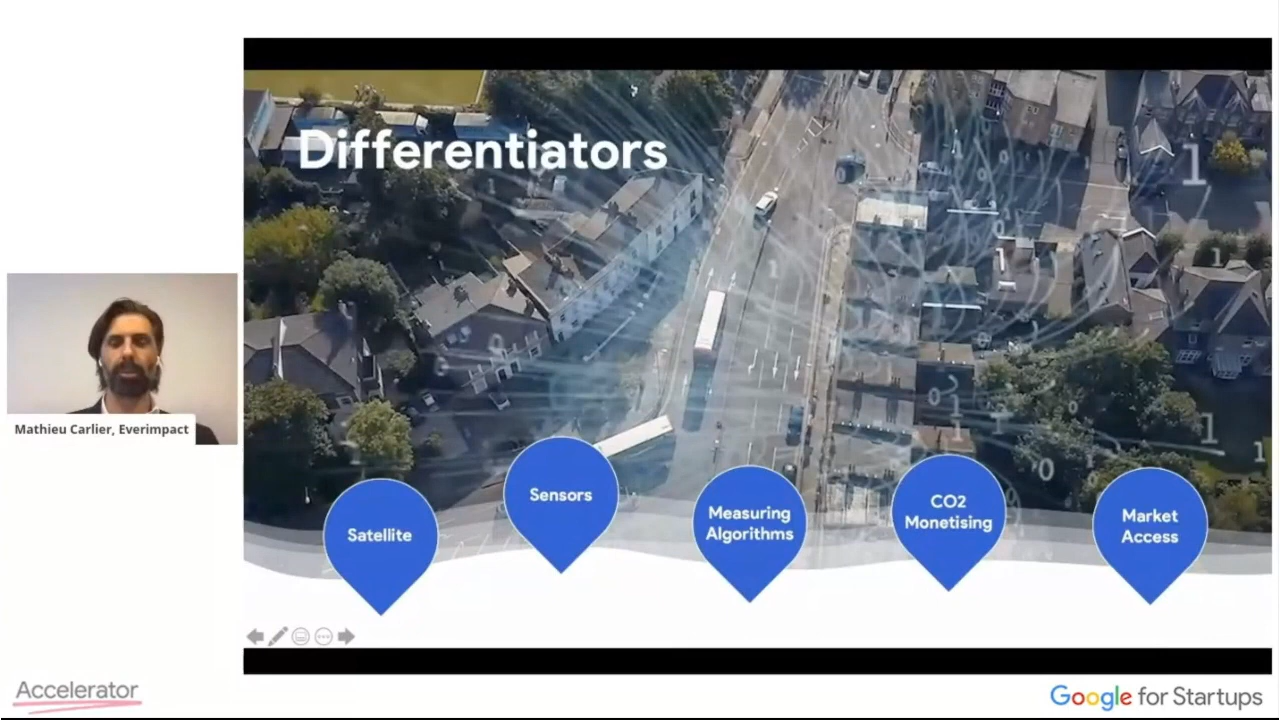 Differentiators
Mathieu Carlier, Everimpact
Satellite
Sensors
Measuring
Algorithms
CO2
Monetising
Market
Access
Accelerator
Google for Startups